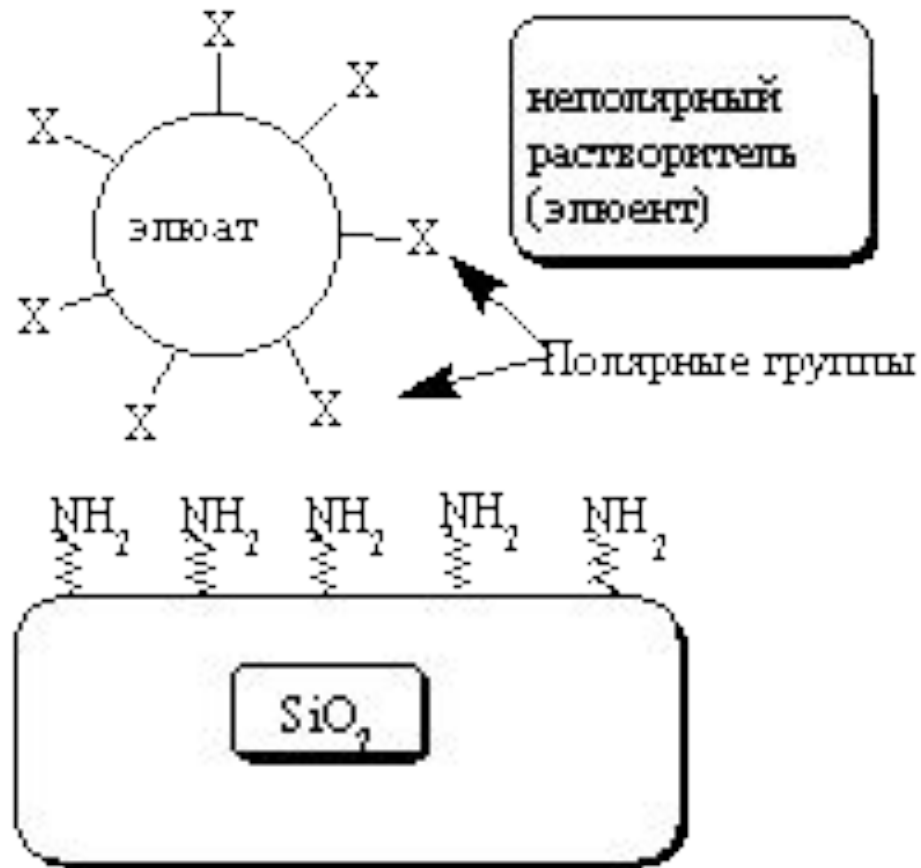 X
X
X
неполярный
растворитель
(элюент)
элюат
X
X
Полярные группы
X
X
NH₂ NH₂ NH₂ NH₂ NH₂
SiO₂